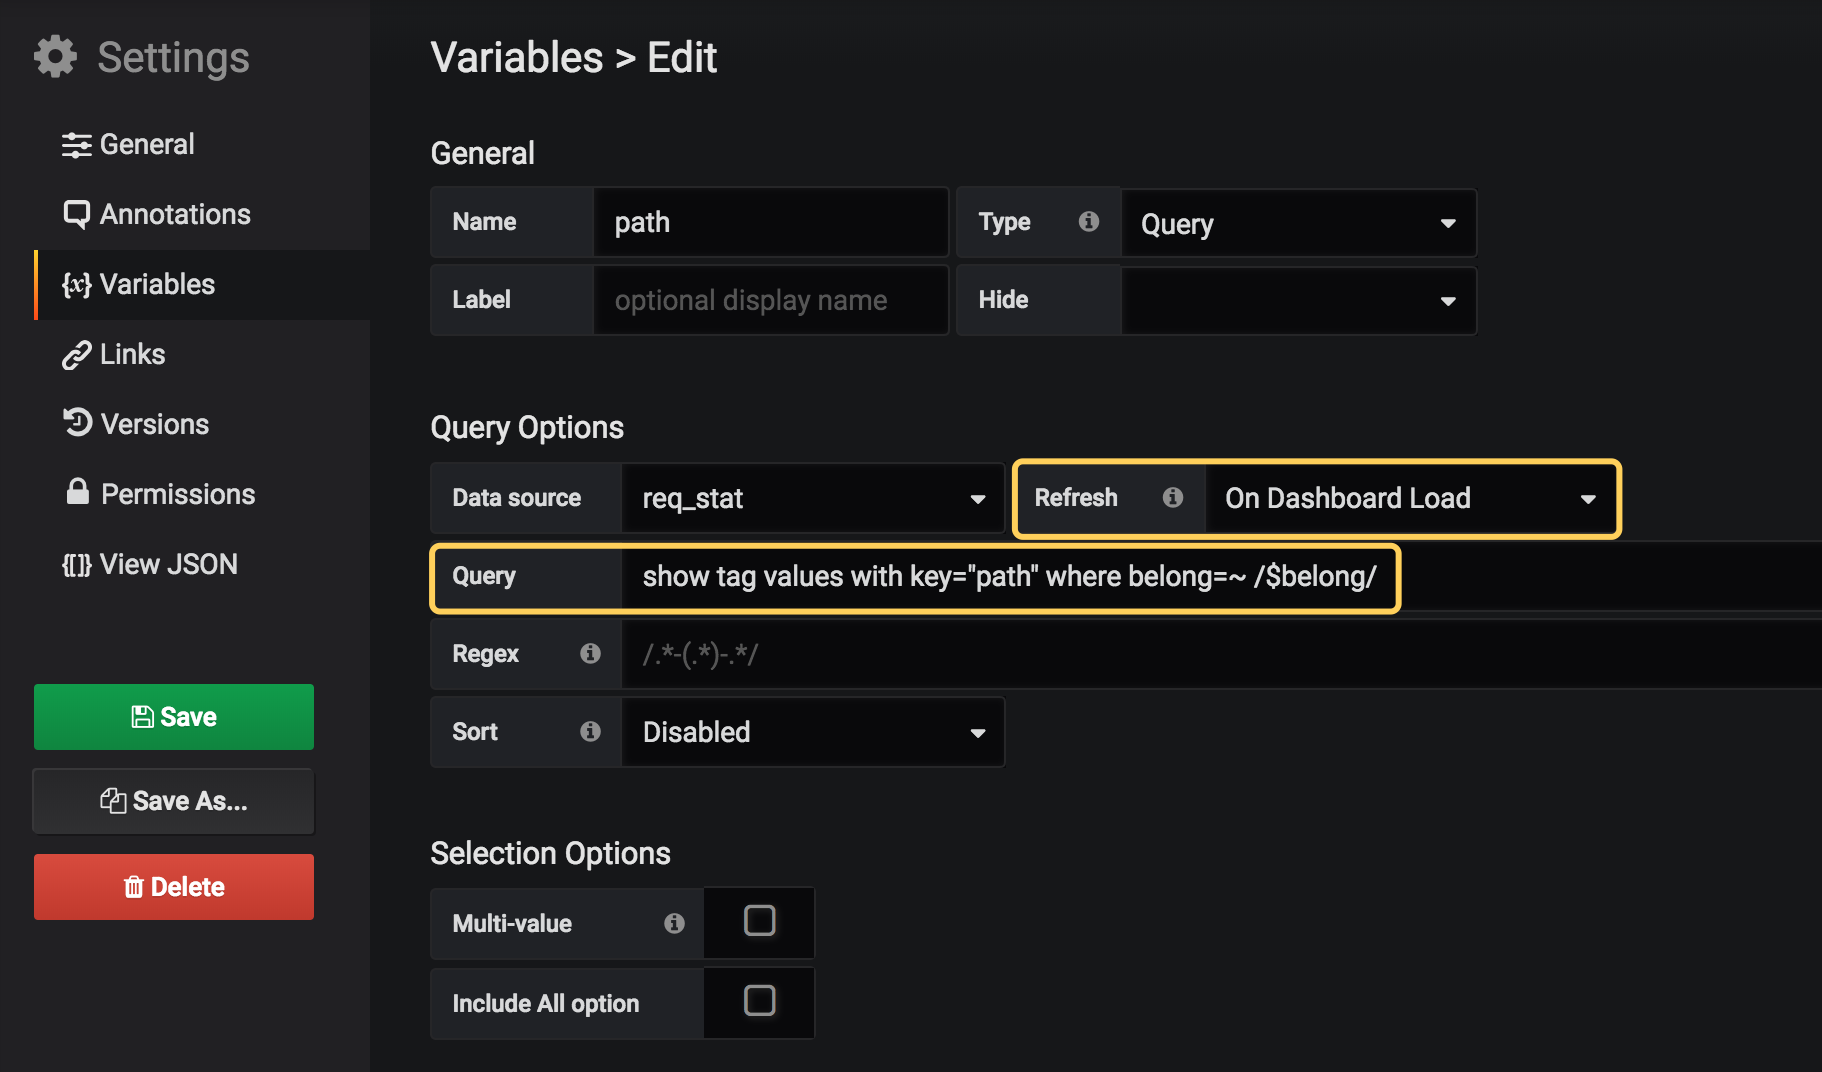 Settings
General
Annotations
{x} Variables
Links
Versions
Permissions
{[]} View JSON
Save
Save As...
Delete
Variables > Edit
General
Name path Type Query
Label optional display name Hide
Query Options
Data source req_stat Refresh On Dashboard Load
Query show tag values with key="path" where belong=~ /$belong/
Regex /.*-(.*)-.*/
Sort Disabled
Selection Options
Multi-value
Include All option